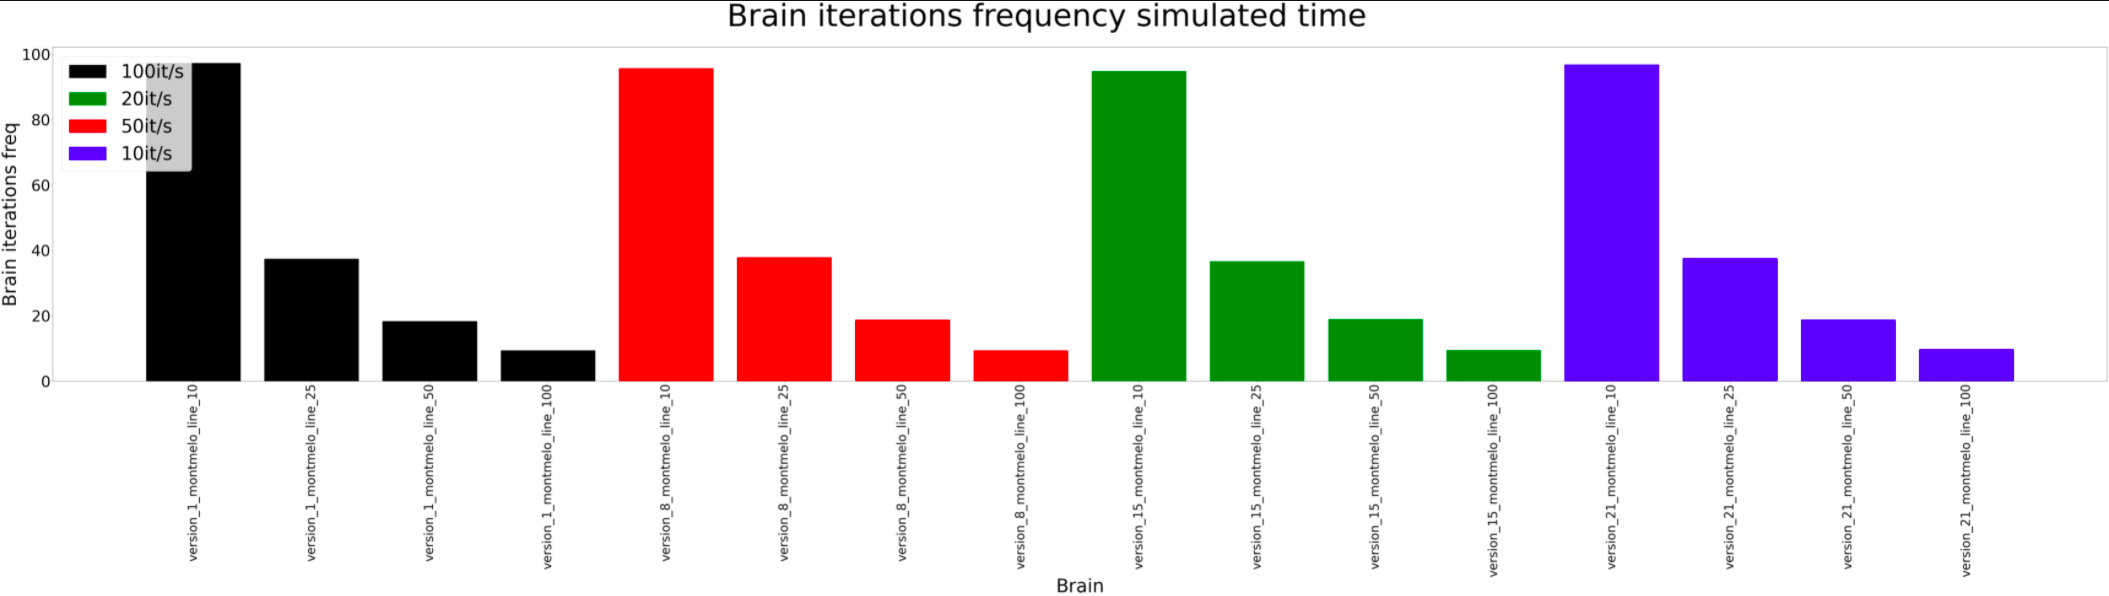 Brain iterations frequency simulated time
Brain iterations freq
100
80
60
40
20
0
100it/s
20it/s
50it/s
10it/s
version_1_montmelo_line_10
version_1_montmelo_line_25
version_1_montmelo_line_50
version_1_montmelo_line_100
version_8_montmelo_line_10
version_8_montmelo_line_25
version_8_montmelo_line_50
version_8_montmelo_line_100
version_15_montmelo_line_10
version_15_montmelo_line_25
version_15_montmelo_line_50
version_15_montmelo_line_100
version_21_montmelo_line_10
version_21_montmelo_line_25
version_21_montmelo_line_50
version_21_montmelo_line_100
Brain